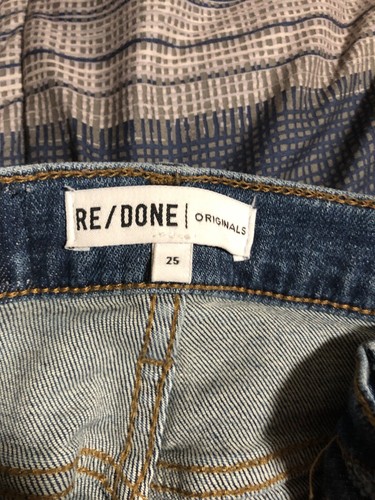 RE/DONE | ORIGINALS
25